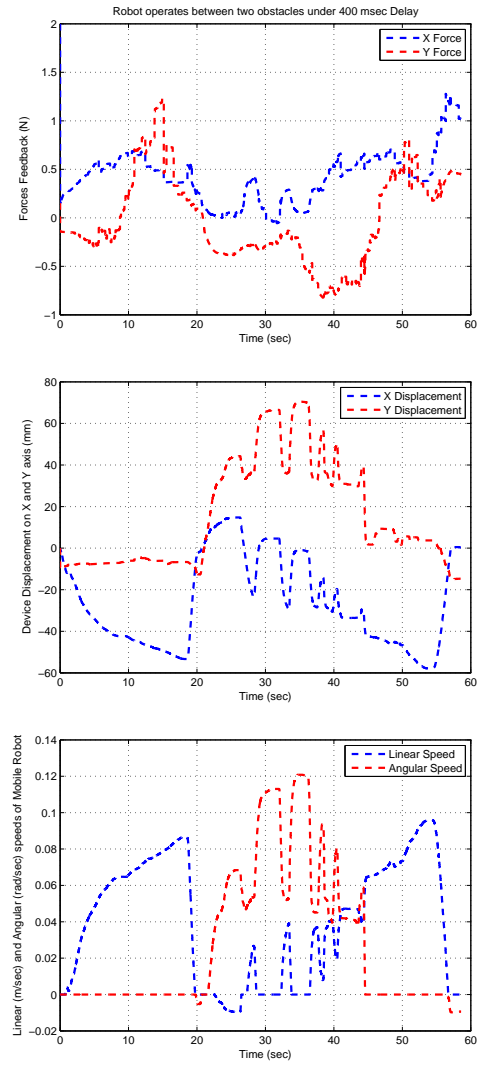 Robot operates between two obstacles under 400 msec Delay
2
1.5
1
0.5
0
−0.5
−1
Forces Feedback (N)
X Force
Y Force
0 10 20 30 40 50 60
Time (sec)
80
60
40
20
0
−20
−40
−60
Device Displacement on X and Y axis (mm)
X Displacement
Y Displacement
0 10 20 30 40 50 60
Time (sec)
0.14
0.12
0.1
0.08
0.06
0.04
0.02
0
−0.02
Linear (m/sec) and Angular (rad/sec) speeds of Mobile Robot
Linear Speed
Angular Speed
0 10 20 30 40 50 60
Time (sec)